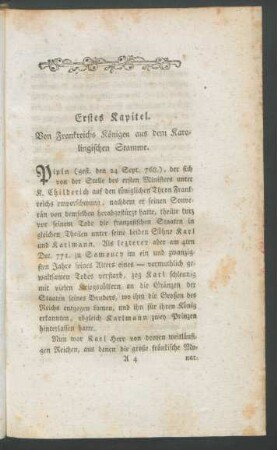 Erstes Kapitel.
Von Frankreichs Königen aus dem Karo-
lingischen Stamme.
Pipin (gest. den 24 Sept. 768.), der sich
von der Stelle des ersten Ministers unter
K. Childerich auf den königlichen Thron Frank-
reichs emporschwang, nachdem er seinen Souve-
rän von demselben herabgestürzt hatte, theilte kurz
vor seinem Tode die französischen Staaten in
gleichen Theilen unter seine beiden Söhne Karl
und Karlmann. Als letzterer aber am 4ten
Dec. 771. zu Samoucy im ein und zwanzig-
sten Jahre seines Alters eines — vermuthlich ge-
waltsamen Todes verstarb, zog Karl schleunig
mit vielen Kriegsvölkern an die Gränzen der
Staaten seines Bruders, wo ihm die Großen des
Reichs entgegen kamen, und ihn für ihren König
erkannten, obgleich Karlmann zwey Prinzen
hinterlassen hatte.
Nun war Karl Herr von denen weitläuf-
tigen Reichen, aus denen die große fränkische Mo-
A 4
nar-